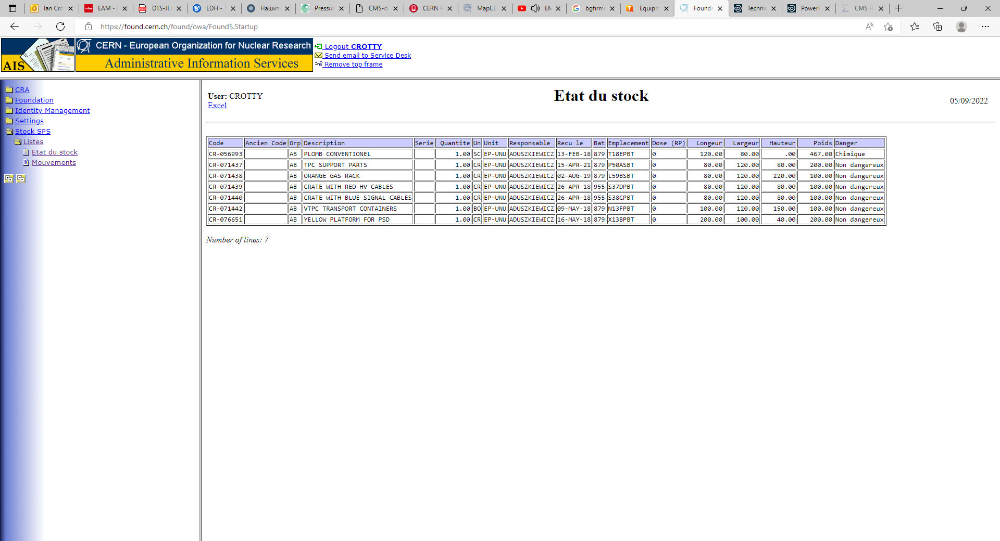 Ian Cro
EAM -
DTS-JLI
EDH - T
Нашите
Pressur
CMS-d
CERN P
MapCE
EM
bgfirms
Equipm
Founda
Technic
PowerF
CMS H
https://found.cern.ch/found/owa/Found$.Startup
AIS
CERN - European Organization for Nuclear Research
Administrative Information Services
Logout CROTTY
Send email to Service Desk
Remove top frame
CRA
Foundation
Identity Management
Settings
Stock SPS
Listes
Etat du stock
Mouvements
User: CROTTY
Excel
Etat du stock
05/09/2022
Code Ancien Code Grp Description Serie Quantite Un Unit Responsable Recu le Bat Emplacement Dose (RP) Longeur Largeur Hauteur Poids Danger
CR-056993 AB PLOMB CONVENTIONEL 1.00 SC EP-UNU ADUSZKIEWICZ 13-FEB-18 879 T18EPBT 0 120.00 80.00 .00 467.00 Chimique
CR-071437 AB TPC SUPPORT PARTS 1.00 CR EP-UNU ADUSZKIEWICZ 15-APR-21 879 P50ASBT 0 80.00 120.00 80.00 200.00 Non dangereux
CR-071438 AB ORANGE GAS RACK 1.00 CR EP-UNU ADUSZKIEWICZ 02-AUG-19 879 L59BSBT 0 80.00 120.00 220.00 100.00 Non dangereux
CR-071439 AB CRATE WITH RED HV CABLES 1.00 CR EP-UNU ADUSZKIEWICZ 26-APR-18 955 S37DPBT 0 80.00 120.00 80.00 100.00 Non dangereux
CR-071440 AB CRATE WITH BLUE SIGNAL CABLES 1.00 CR EP-UNU ADUSZKIEWICZ 26-APR-18 955 S38CPBT 0 80.00 120.00 80.00 100.00 Non dangereux
CR-071442 AB VTPC TRANSPORT CONTAINERS 1.00 BO EP-UNU ADUSZKIEWICZ 09-MAY-18 879 N13FPBT 0 100.00 120.00 150.00 100.00 Non dangereux
CR-076651 AB YELLOW PLATFORM FOR PSD 1.00 CR EP-UNU ADUSZKIEWICZ 16-MAY-18 879 X13BPBT 0 200.00 100.00 40.00 200.00 Non dangereux
Number of lines: 7